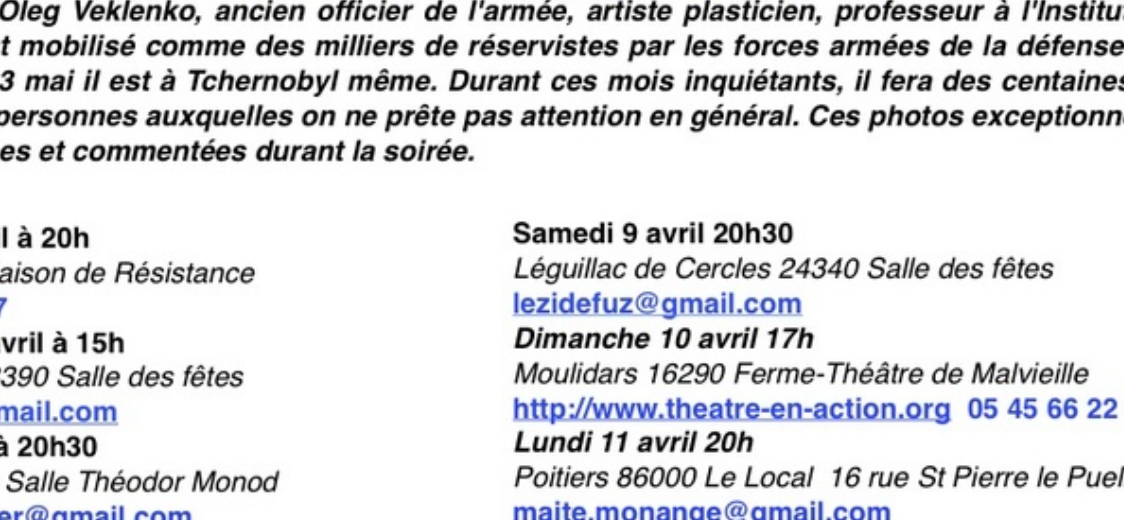 Oleg Veklenko, ancien officier de l'armée, artiste plasticien, professeur à l'Institu
t mobilisé comme des milliers de réservistes par les forces armées de la défense
3 mai il est à Tchernobyl même. Durant ces mois inquiétants, il fera des centaines
personnes auxquelles on ne prête pas attention en général. Ces photos exceptionn
es et commentées durant la soirée.
l à 20h
aison de Résistance
7
vril à 15h
390 Salle des fêtes
mail.com
à 20h30
Salle Théodor Monod
er@gmail.com
Samedi 9 avril 20h30
Léguillac de Cercles 24340 Salle des fêtes
lezidefuz@gmail.com
Dimanche 10 avril 17h
Moulidars 16290 Ferme-Théâtre de Malvieille
http://www.theatre-en-action.org 05 45 66 22
Lundi 11 avril 20h
Poitiers 86000 Le Local 16 rue St Pierre le Puel
maite.monange@gmail.com